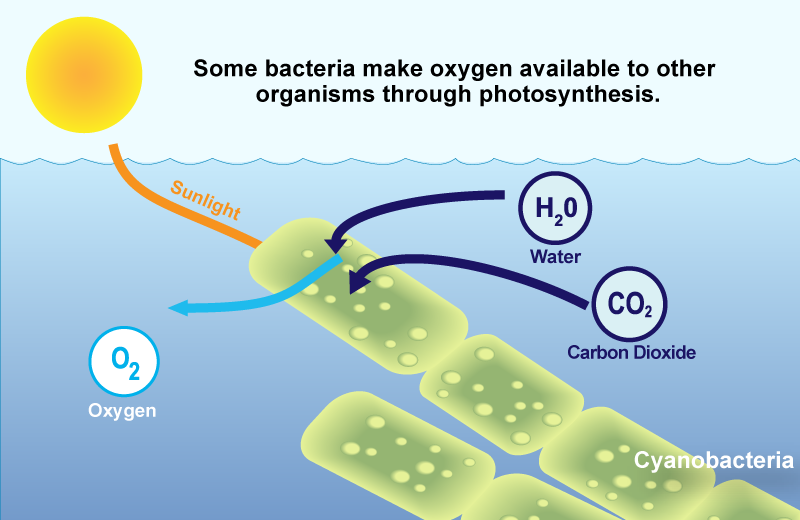 Some bacteria make oxygen available to other
organisms through photosynthesis.
Sunlight
H₂0
Water
CO₂
Carbon Dioxide
O₂
Oxygen
Cyanobacteria